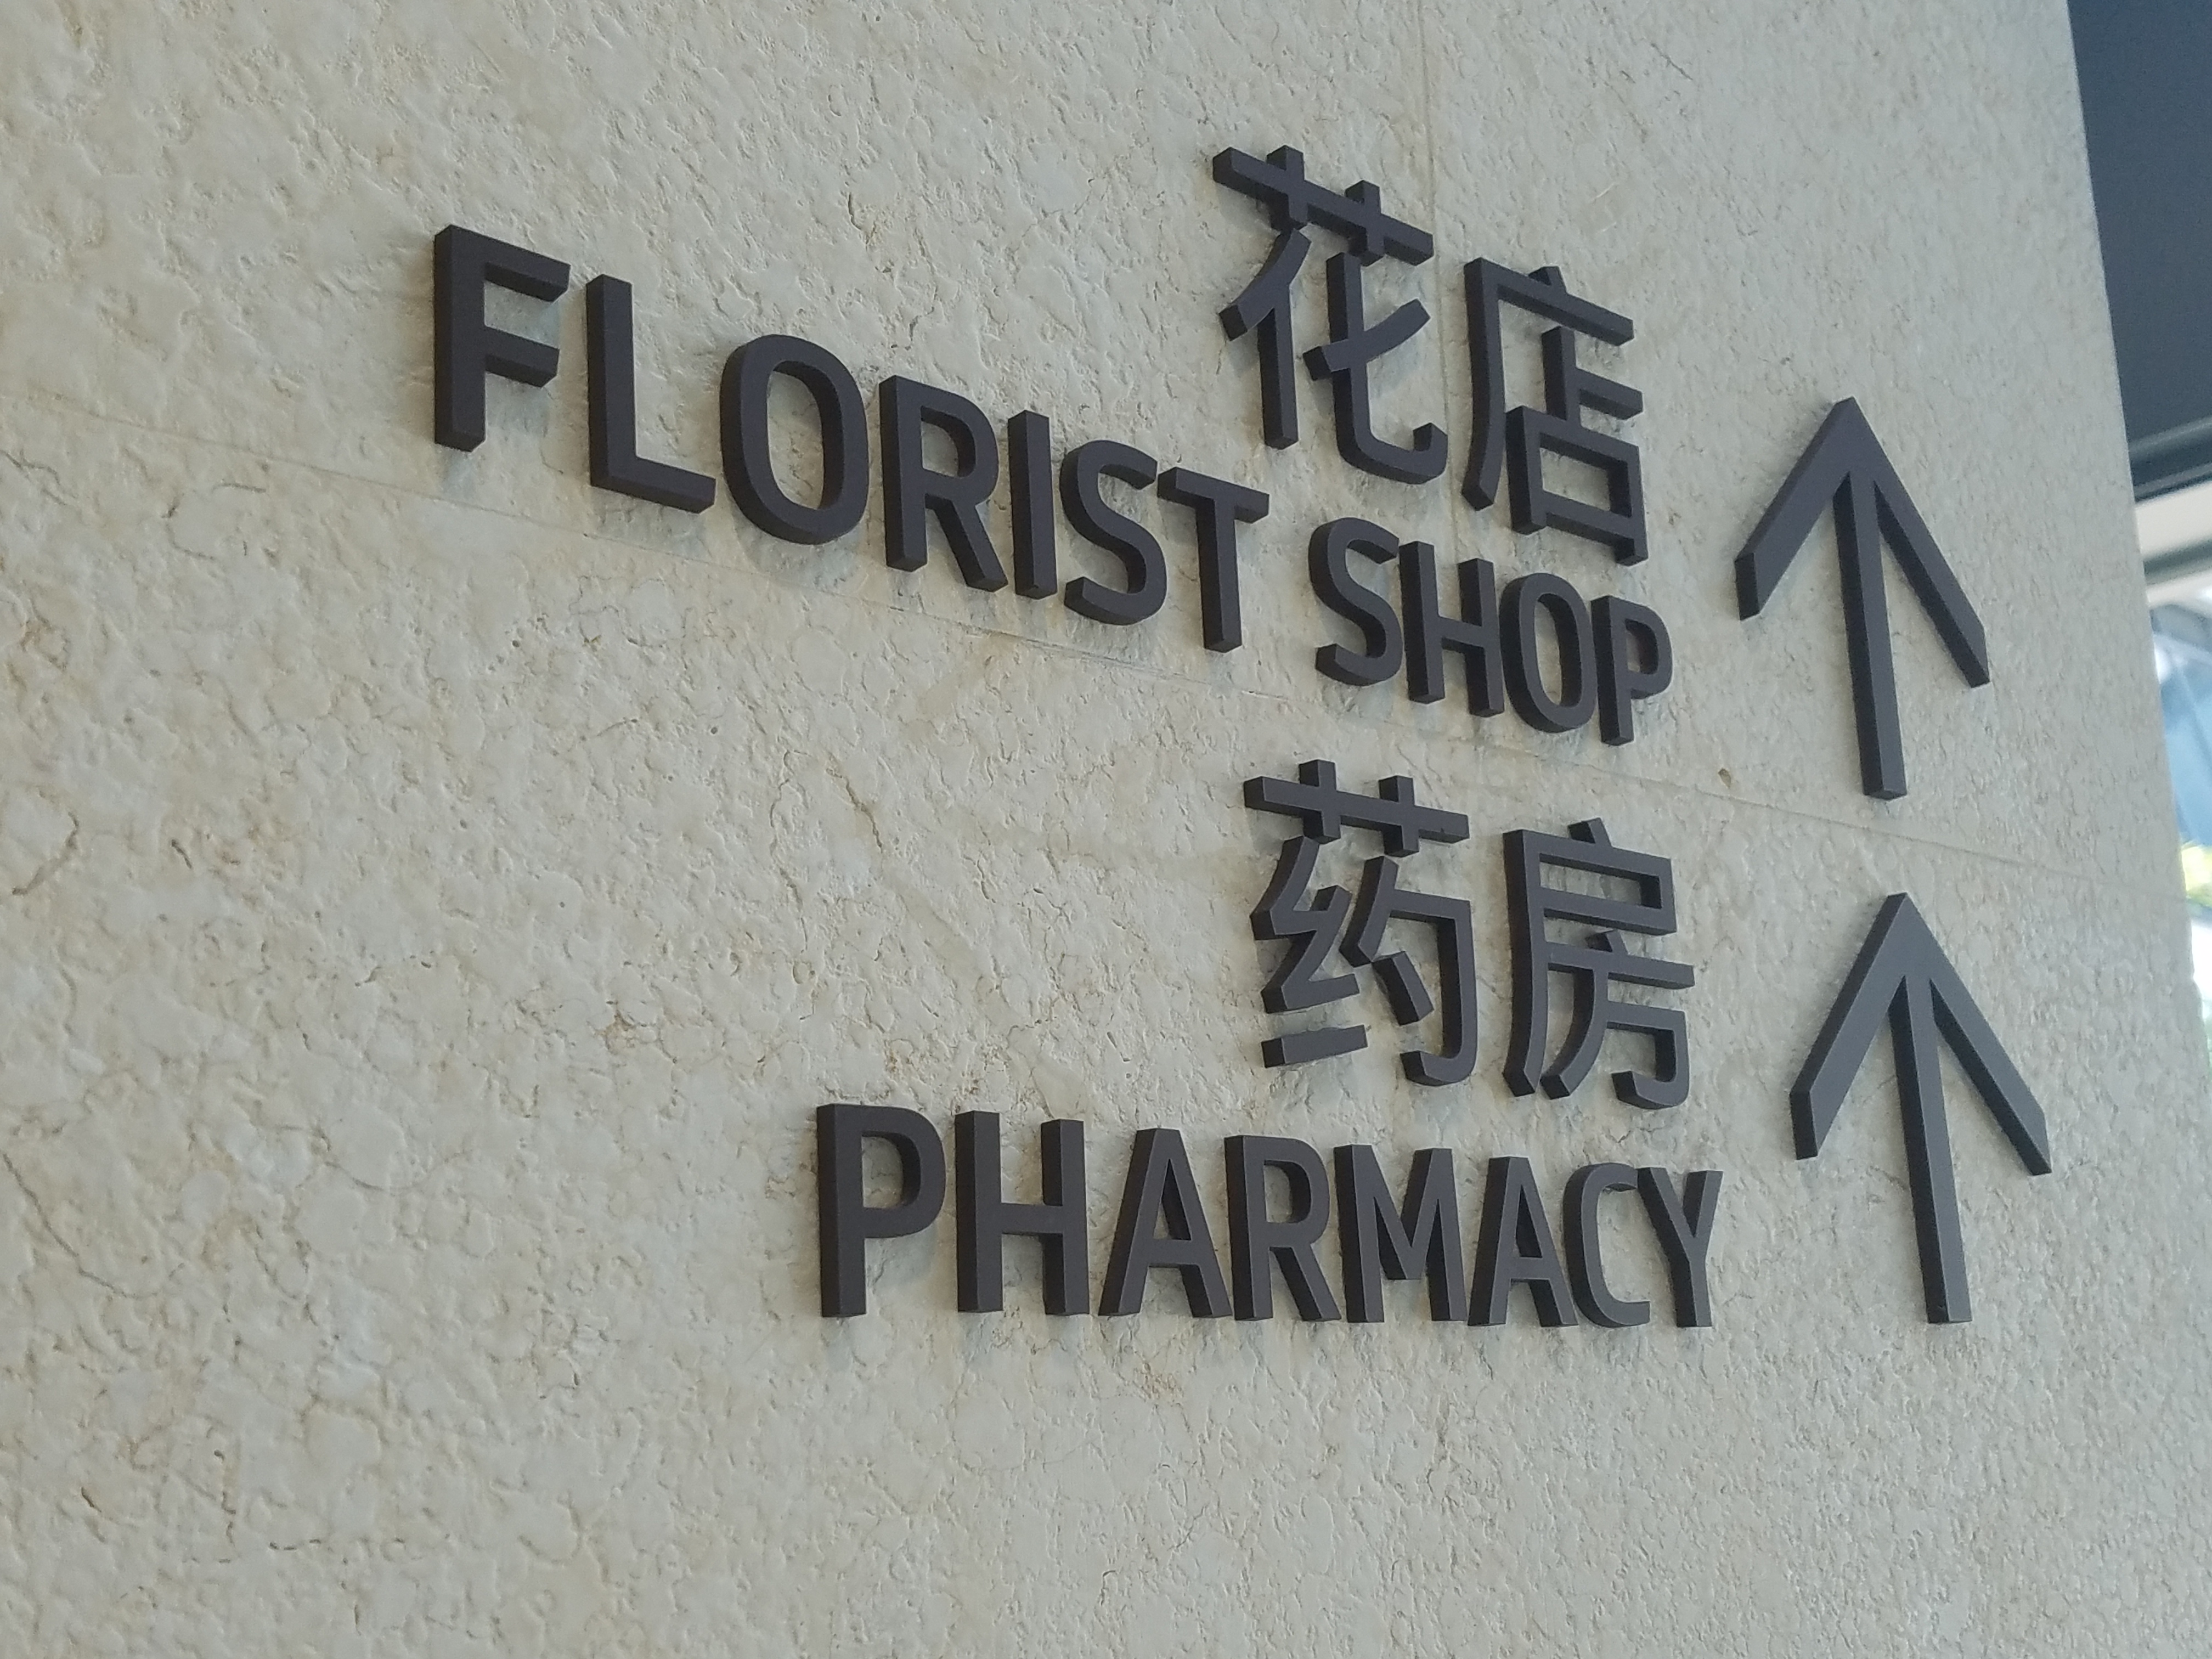 花店
FLORIST SHOP
药房
PHARMACY